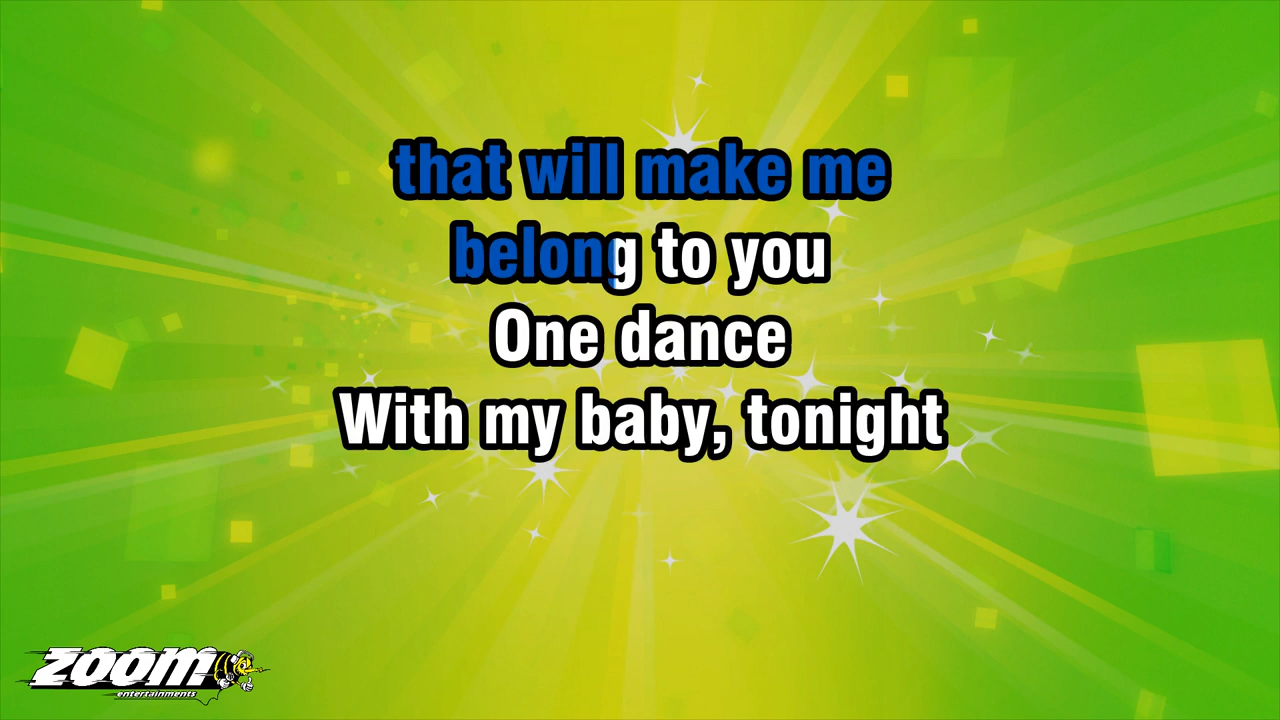 that will make me
belong to you
One dance
With my baby, tonight
ZOOM
entertainments